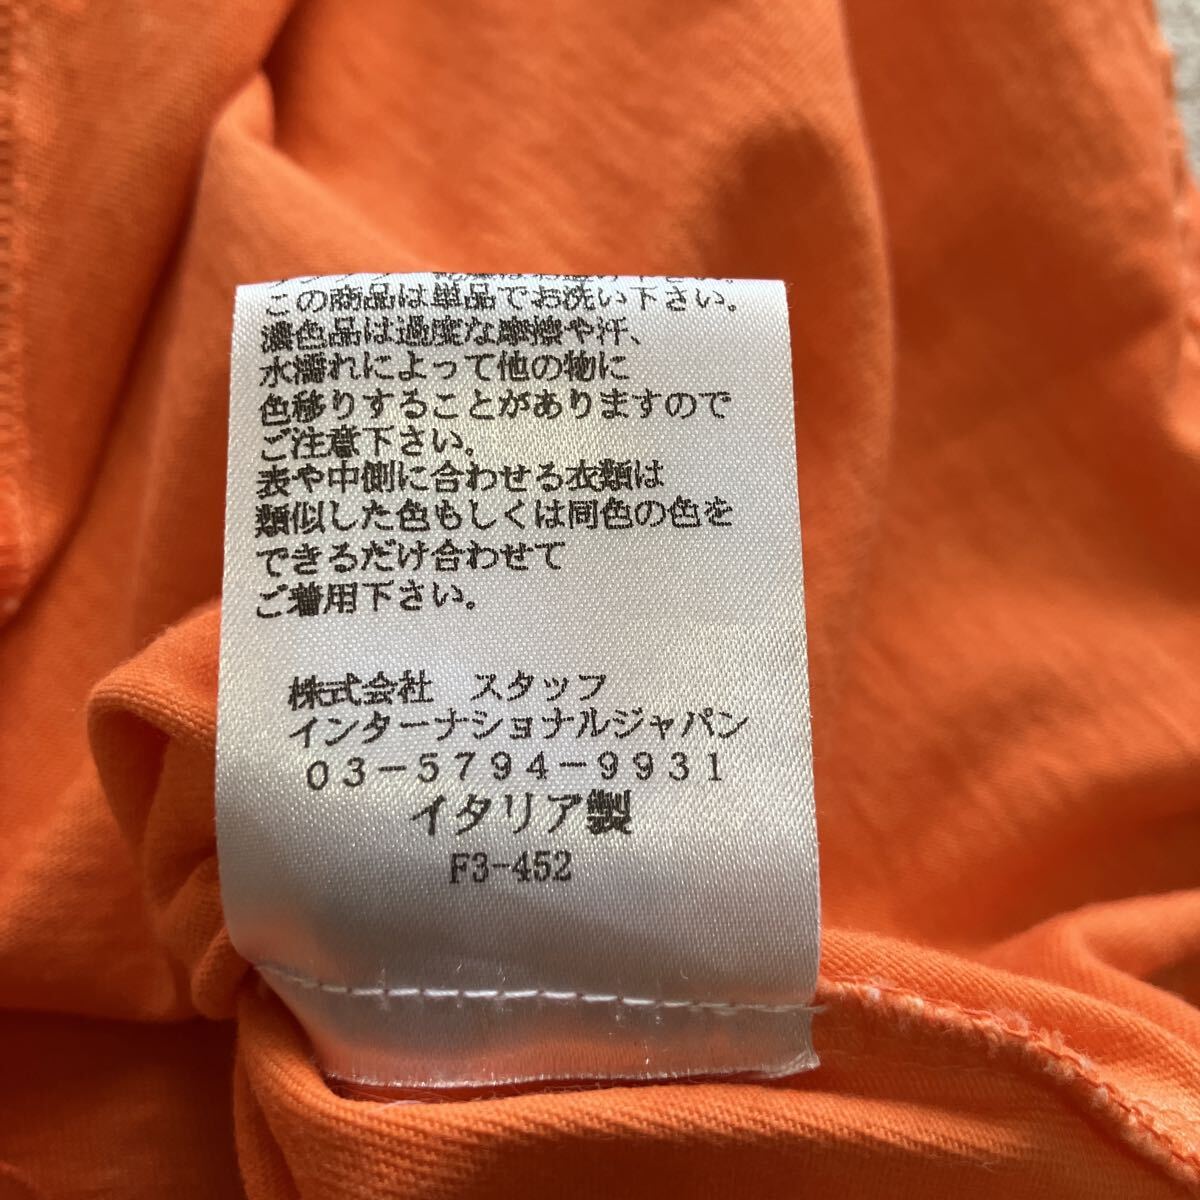 この商品は単品でお洗い下さい。
濃色品は過度な摩擦や汗、
水濡れによって他の物に
色移りすることがありますので
ご注意下さい。
表や中側に合わせる衣類は
類似した色もしくは同色の色を
できるだけ合わせて
ご着用下さい。
株式会社　スタッフ
インターナショナルジャパン
03-5794-9931
イタリア製
F3-452